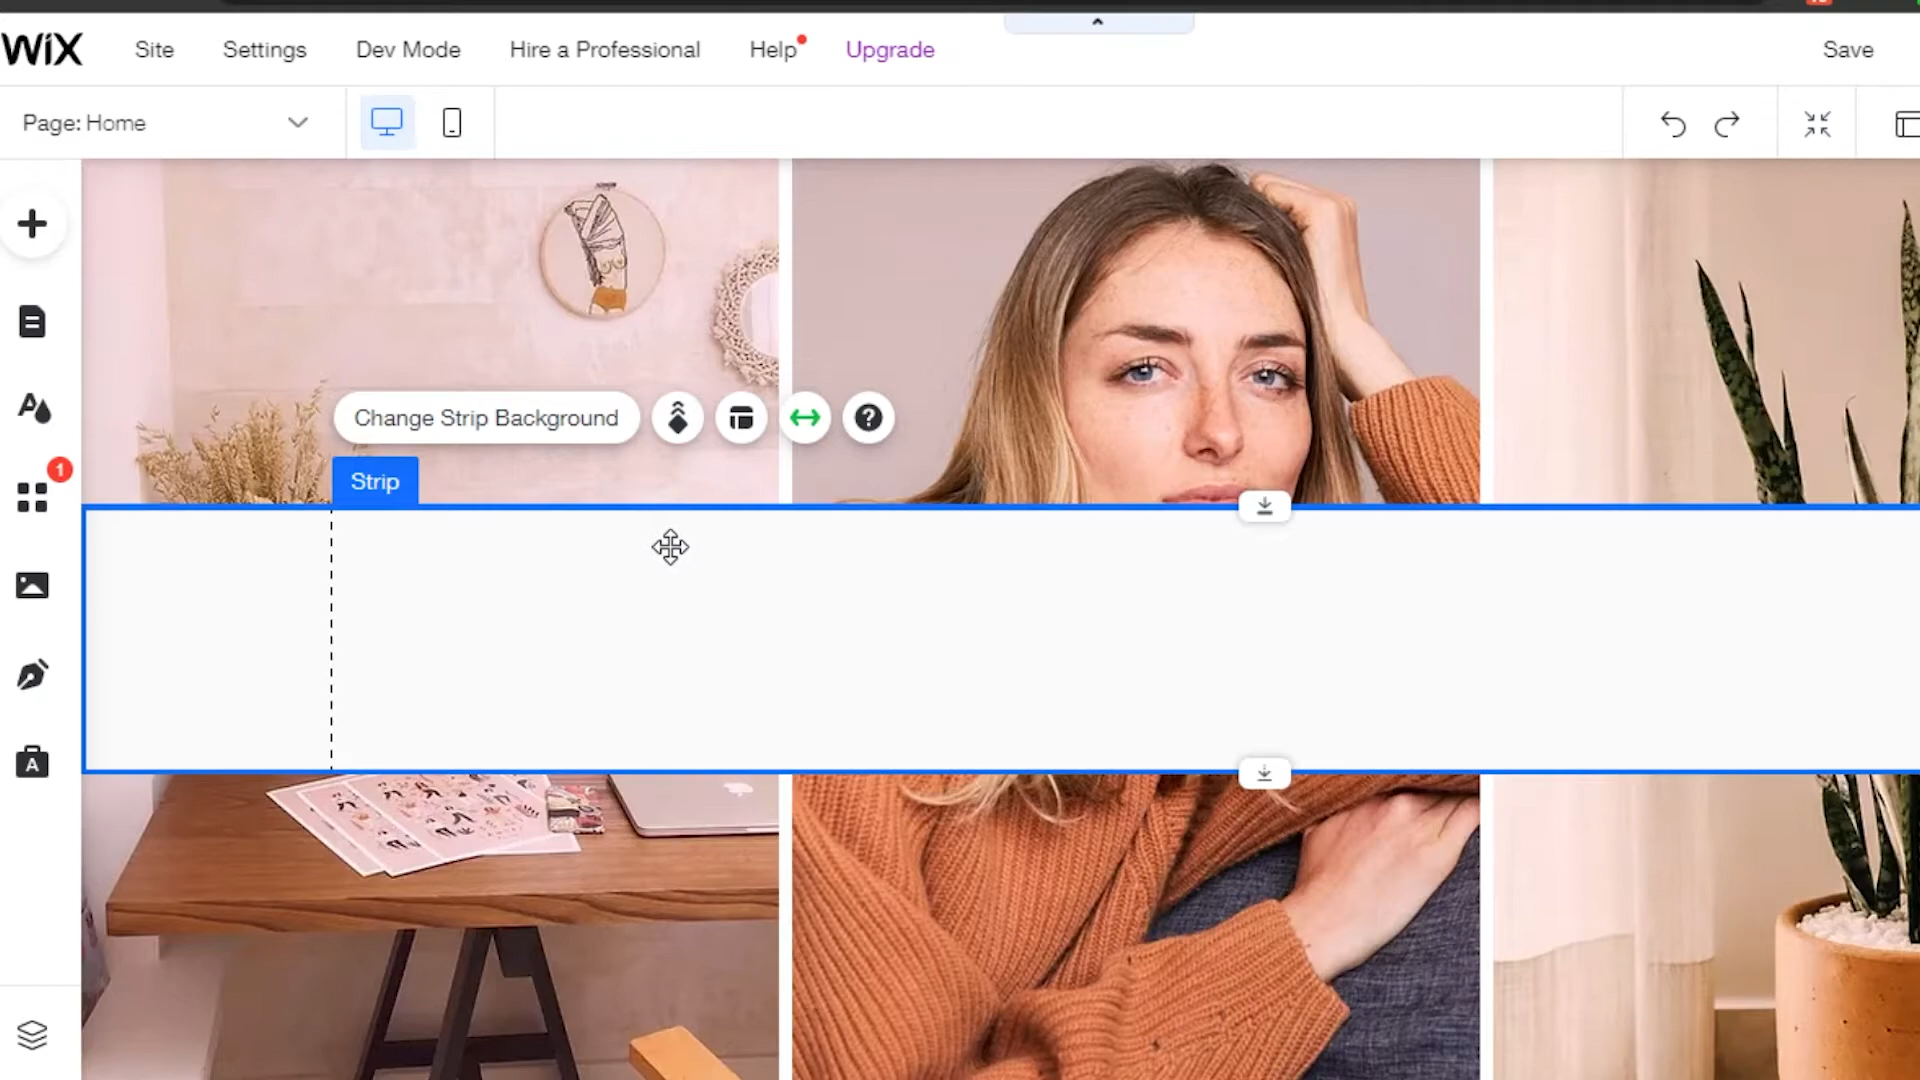 WiX Site Settings Dev Mode Hire a Professional Help Upgrade Save
Page: Home
1
Change Strip Background
Strip